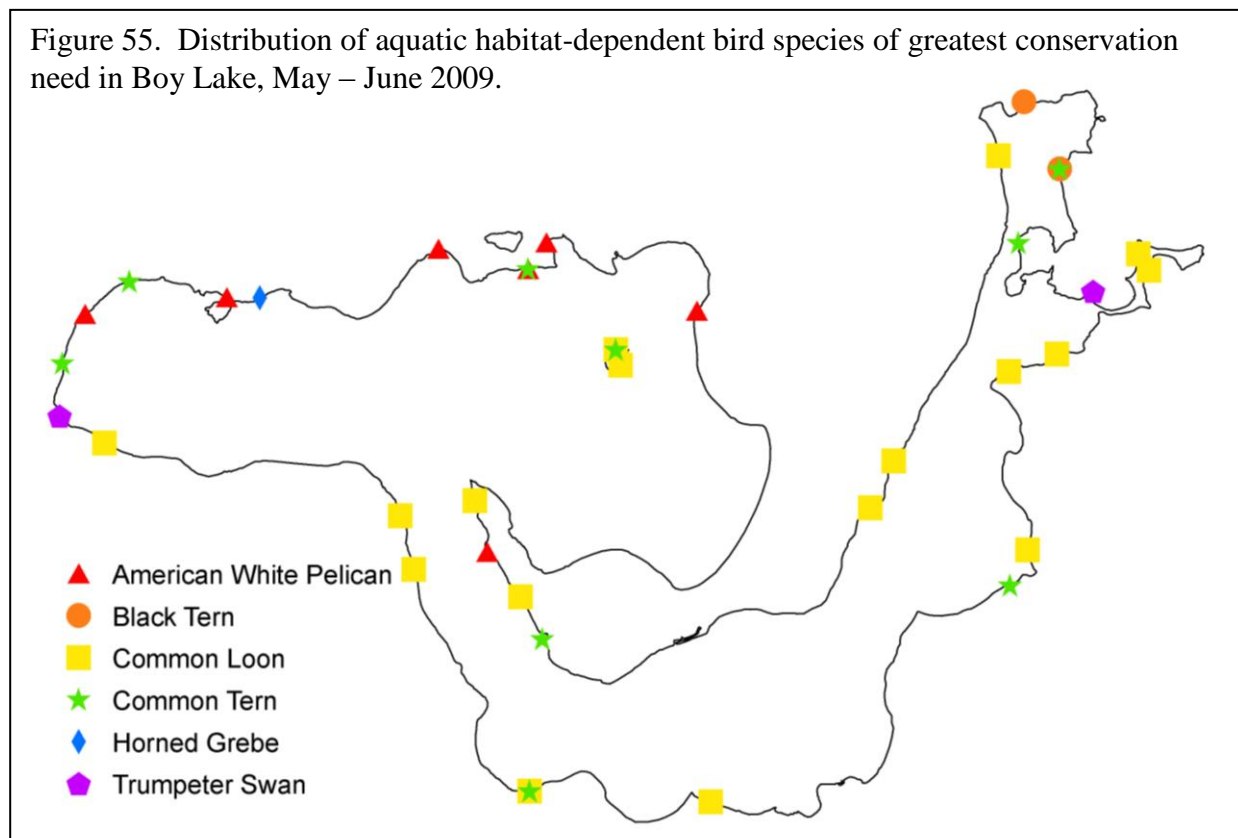 Figure 55.  Distribution of aquatic habitat-dependent bird species of greatest conservation
need in Boy Lake, May – June 2009.
American White Pelican
Black Tern
Common Loon
Common Tern
Horned Grebe
Trumpeter Swan